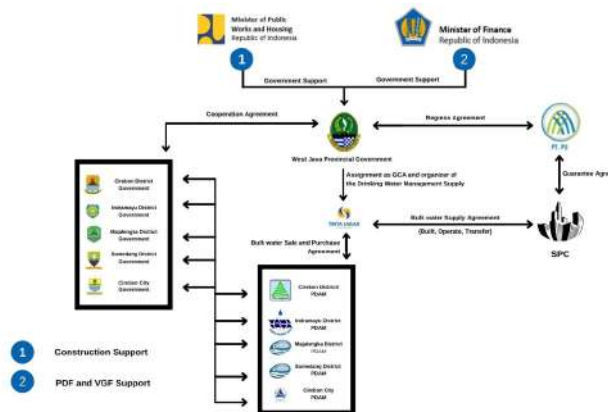 Minister of Public
Works and Housing
Republic of Indonesia
Minister of Finance
Republic of Indonesia
1
2
Government Support
Government Support
Cooperation Agreement
Regress Agreement
PT. PII
West Java Provincial Government
Assignment as GCA and organizer of
the Drinking Water Management Supply
Guarantee Agre
Cirebon District
Government
Indramayu District
Government
Majalengka District
Government
Sumedang District
Government
Cirebon City
Government
TIRTA JABAR
Bulk water Supply Agreement
(Built, Operate, Transfer)
SIPC
Bulk water Sale and Purchase
Agreement
Cirebon District
PDAM
Indramayu District
PDAM
Majalengka District
PDAM
Sumedang District
PDAM
Cirebon City
PDAM
1
Construction Support
2
PDF and VGF Support